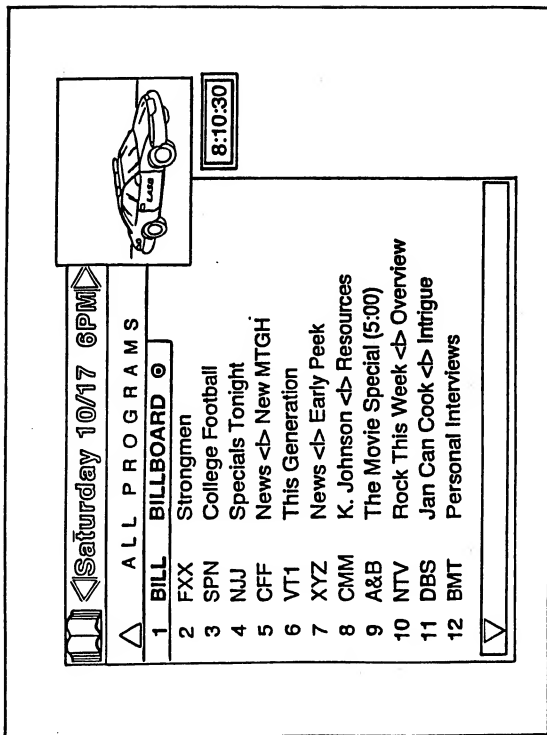 Saturday 10/17 6PM
ALL PROGRAMS
1 BILL BILLBOARD
2 FXX Strongmen
3 SPN College Football
4 NJJ Specials Tonight
5 CFF News <|> New MTGH
6 VT1 This Generation
7 XYZ News <|> Early Peek
8 CMM K. Johnson <|> Resources
9 A&B The Movie Special (5:00)
10 NTV Rock This Week <|> Overview
11 DBS Jan Can Cook <|> Intrigue
12 BMT Personal Interviews
8:10:30